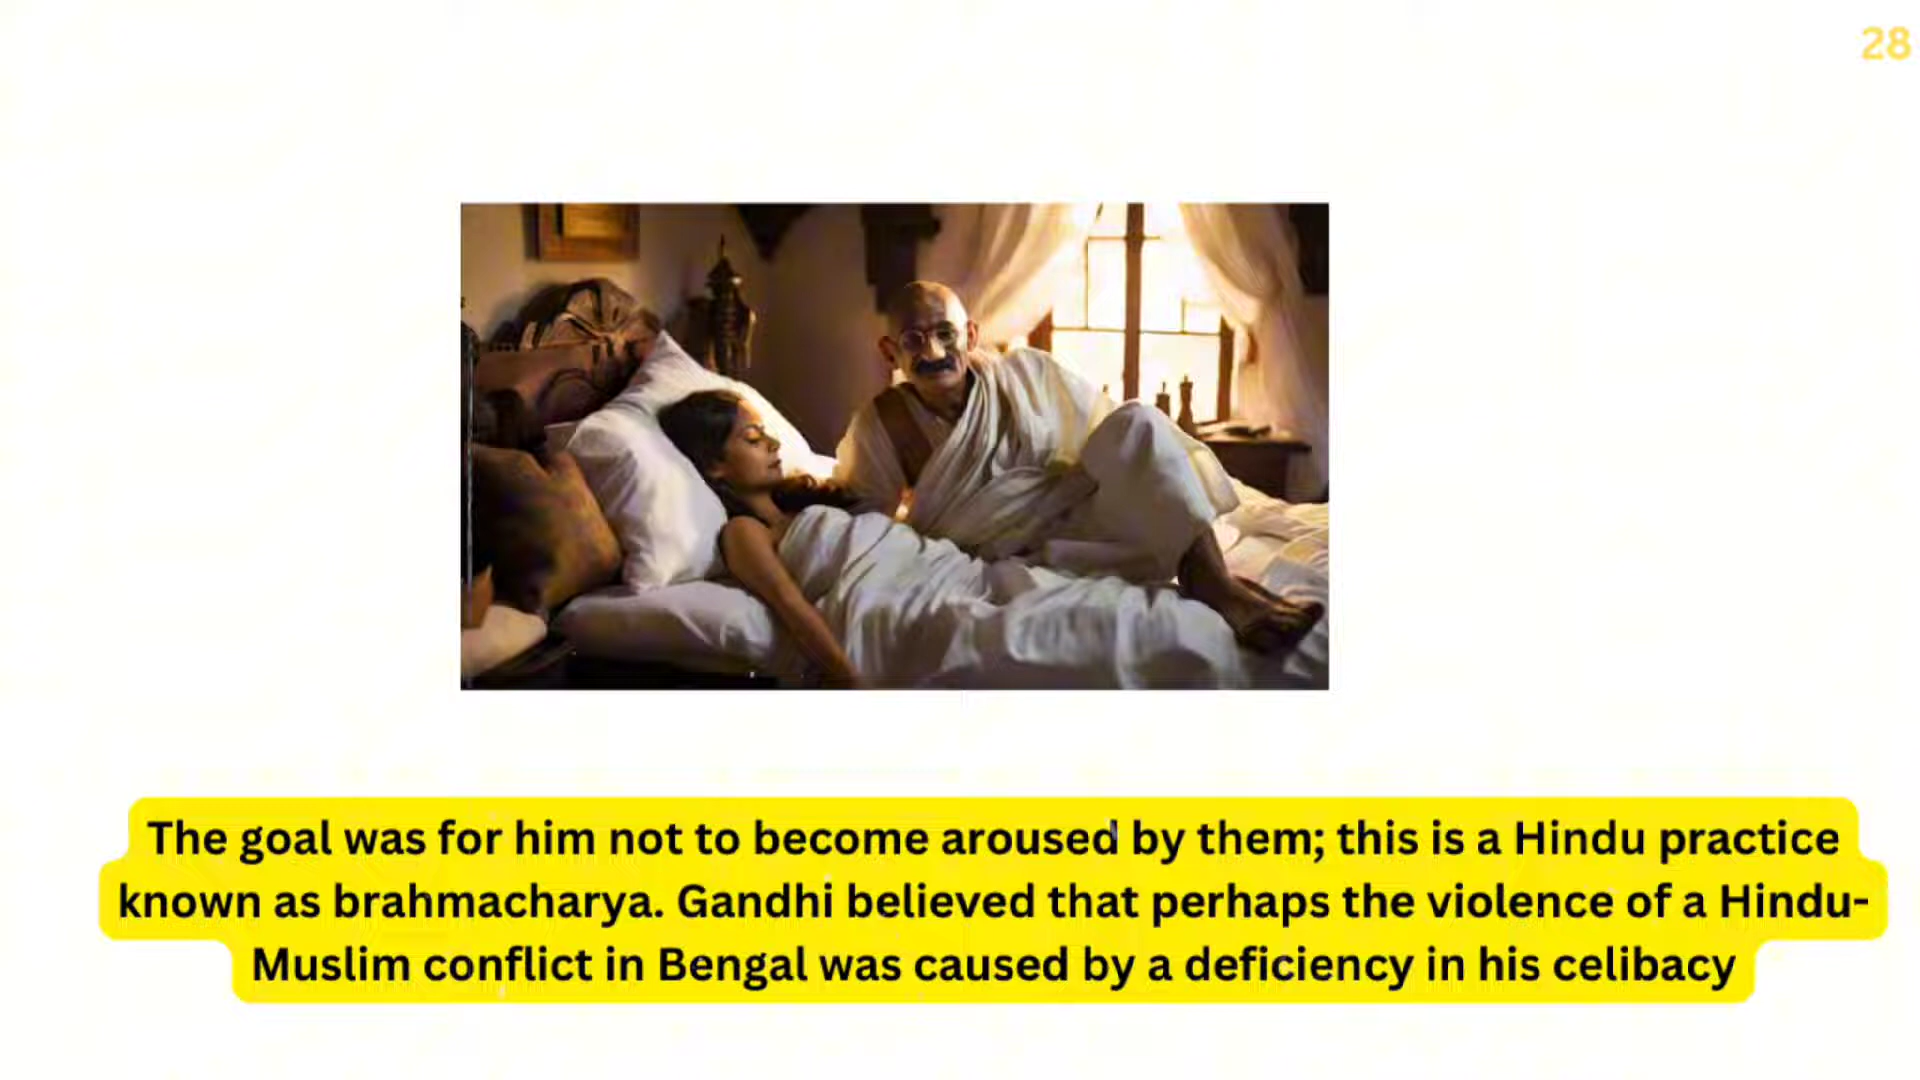 28
The goal was for him not to become aroused by them; this is a Hindu practice
known as brahmacharya. Gandhi believed that perhaps the violence of a Hindu-
Muslim conflict in Bengal was caused by a deficiency in his celibacy